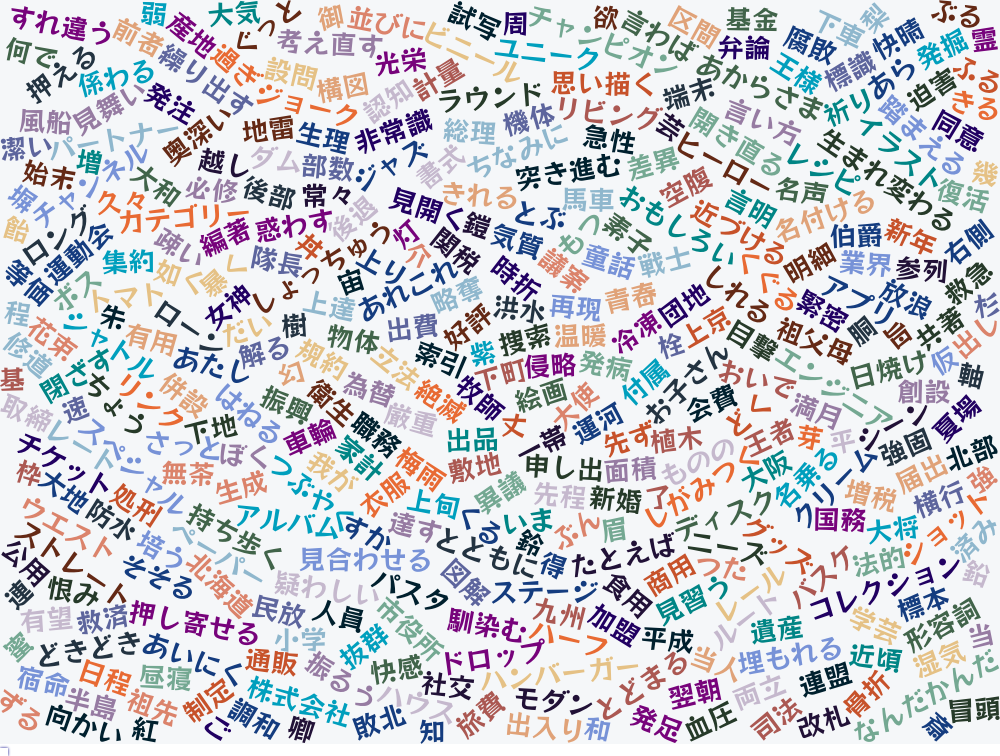 すれ違う
弱
産地
大気
ぐっと
御
並びに
試写
周
チャンピオン
欲
言わば
区間
基金
下車
梨
ぶる
霊
何で
前者
繰り出す
過ぎ
考え直す
ビニール
ユニーク
弁論
腐敗
快晴
発掘
押える
係わる
設問
構図
光栄
計量
思い描く
あからさま
王様
標識
あら
迫害
ふる
風船
見舞い
発注
ジョーク
認知
ラウンド
リビング
端末
祈り
踏まえる
きる
潔い
パートナー
奥深い
地雷
生理
非常識
総理
機体
急性
芸
開き直る
言い方
イラスト
同意
始末
増
チャンネル
越し
ダム
部数
ジャズ
書式
ちなみに
突き進む
差異
ヒーロー
レシピ
生まれ変わる
幾
塚
大和
必修
後部
常々
きれる
馬車
空腹
名声
復活
飴
ロング
久々
カテゴリー
編著
惑わす
後退
見開く
鎧
とぶ
つ
素子
おもしろい
言明
名付ける
運動会
疎い
丼
灯
介
関税
気質
もう
童話
戦士
近づける
伯爵
新年
右側
挙
集約
如く
暴く
隊長
しょっちゅう
上り
時折
議案
くぐる
明細
業界
参列
救急
価値
ボス
トマト
女神
宙
あれこれ
略奪
洪水
再現
青春
団地
しれる
緊密
アプリ
放浪
杉
程
花束
シャトル
朱
ローン
だい
樹
上達
出費
好評
捜索
温暖
冷凍
上京
目撃
祖父母
胴
旨
共著
出し
修道
有用
あたし
解る
物体
立法
索引
紫
下町
侵略
発病
栓
エンジニア
日焼け
仮
軸
基
閉ざす
リンク
併設
公
規約
為替
絶滅
牧師
絵画
大使
付属
お子さん
おいで
創設
取締
速
だちょう
はねる
振興
衛生
厳重
丈
一帯
運河
会費
どく
満月
シーン
夏場
チケット
レート
スペシャル
さっと
下地
ぼく
車輪
職務
家計
梅雨
出品
敷地
先ず
植木
王者
芽
平
強固
枠
大地
無茶
生成
つぶやく
我が
衣服
上旬
申し出
面積
ものの
しがみつく
大阪
名乗る
クリーム
届出
北部
ウエスト
防水
処刑
アルバム
すか
達す
くる
異議
先程
新婚
了
ディスク
増税
横行
強
ストレート
持ち歩く
ペーパー
とともに
いま
鈴
ぶん
眉
ニーズ
グッズ
国務
大将
ショット
済み
公用
培う
見合わせる
得
たとえば
バスケ
法的
鉛
連
恨み
そそる
北海道
疑わしい
パスタ
図鑑
ステージ
食用
商用
つた
見習う
レール
コレクション
標本
有望
救済
押し寄せる
民放
人員
市役所
馴染む
九州
加盟
平成
遺産
学芸
形容詞
蜜
どきどき
あいにく
小学
抜群
ドロップ
ハーフ
埋もれる
近頃
湿気
当
宿命
日程
昼寝
通販
振るう
快感
社交
ハンバーガー
とどまる
当
翌朝
両立
連盟
骨折
なんだかんだ
ずる
半島
祖先
制定
株式会社
ハウス
旅費
モダン
発足
血圧
司法
改札
冒頭
向かい
紅
ご
調和
卿
敗北
知
出入り
和